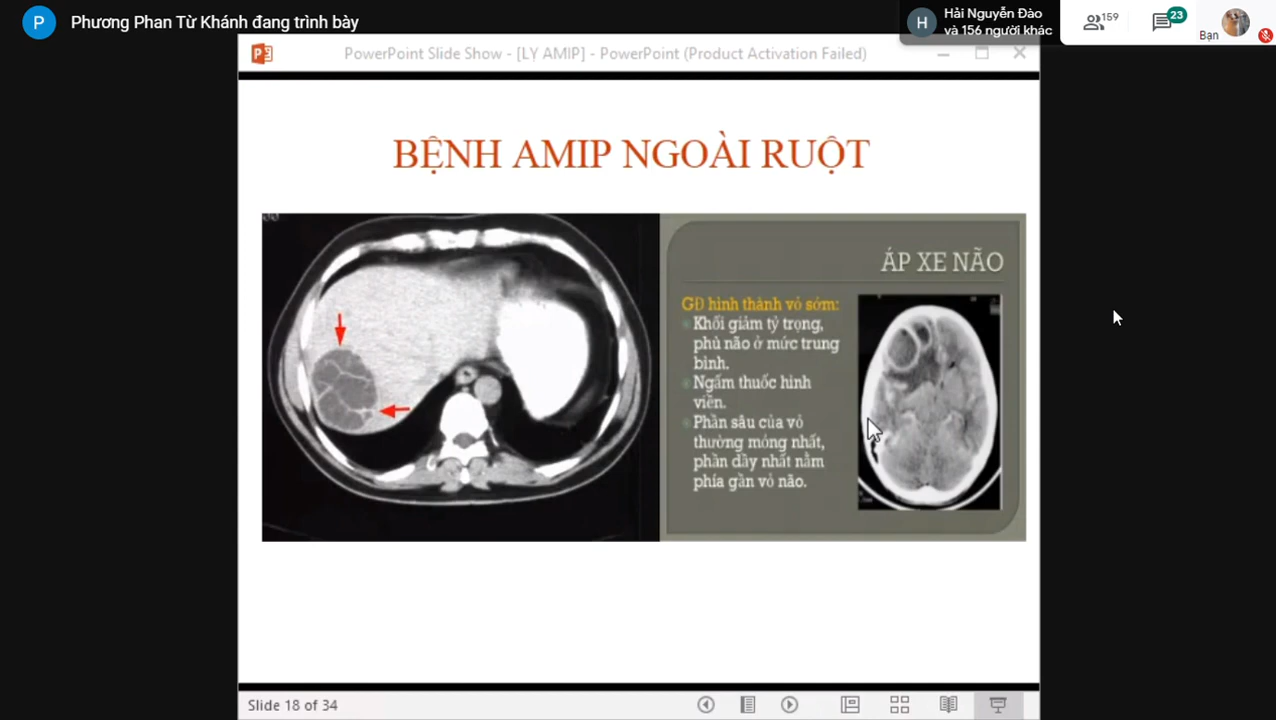 P Phương Phan Từ Khánh đang trình bày
H Hải Nguyễn Đào
và 156 người khác
159
23
Bạn
PowerPoint Slide Show - [LỴ AMIP] - PowerPoint (Product Activation Failed)
BỆNH AMIP NGOÀI RUỘT
ÁP XE NÃO
GĐ hình thành vỏ sớm:
Khối giảm tỷ trọng,
phù não ở mức trung
bình.
Ngấm thuốc hình
viền.
Phần sâu của vỏ
thường mỏng nhất,
phần dầy nhất nằm
phía gần vỏ não.
Slide 18 of 34